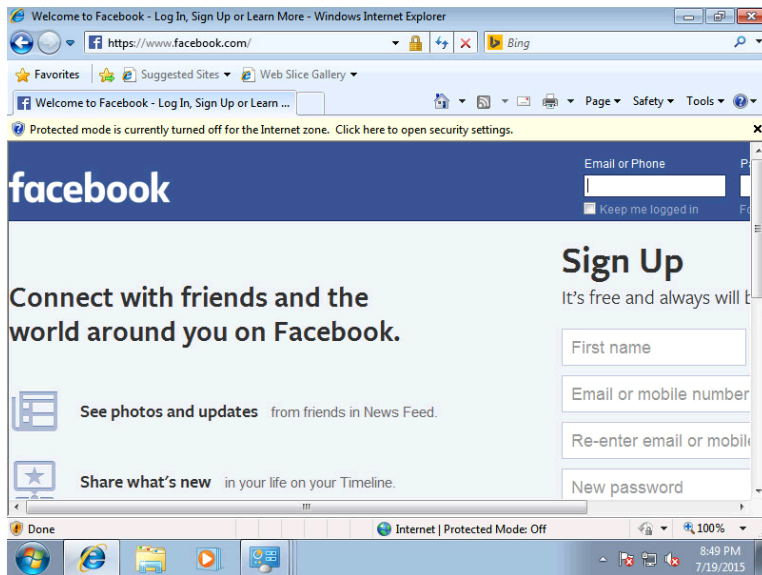 Welcome to Facebook - Log In, Sign Up or Learn More - Windows Internet Explorer
https://www.facebook.com/
Bing
Favorites Suggested Sites Web Slice Gallery
Welcome to Facebook - Log In, Sign Up or Learn ... Page Safety Tools
Protected mode is currently turned off for the Internet zone. Click here to open security settings.
Email or Phone
facebook
Keep me logged in
Sign Up
It's free and always will
Connect with friends and the
world around you on Facebook.
First name
Email or mobile number
See photos and updates from friends in News Feed.
Re-enter email or mobile
Share what's new in your life on your Timeline.
New password
Done Internet | Protected Mode: Off 100%
8:49 PM
7/19/2015